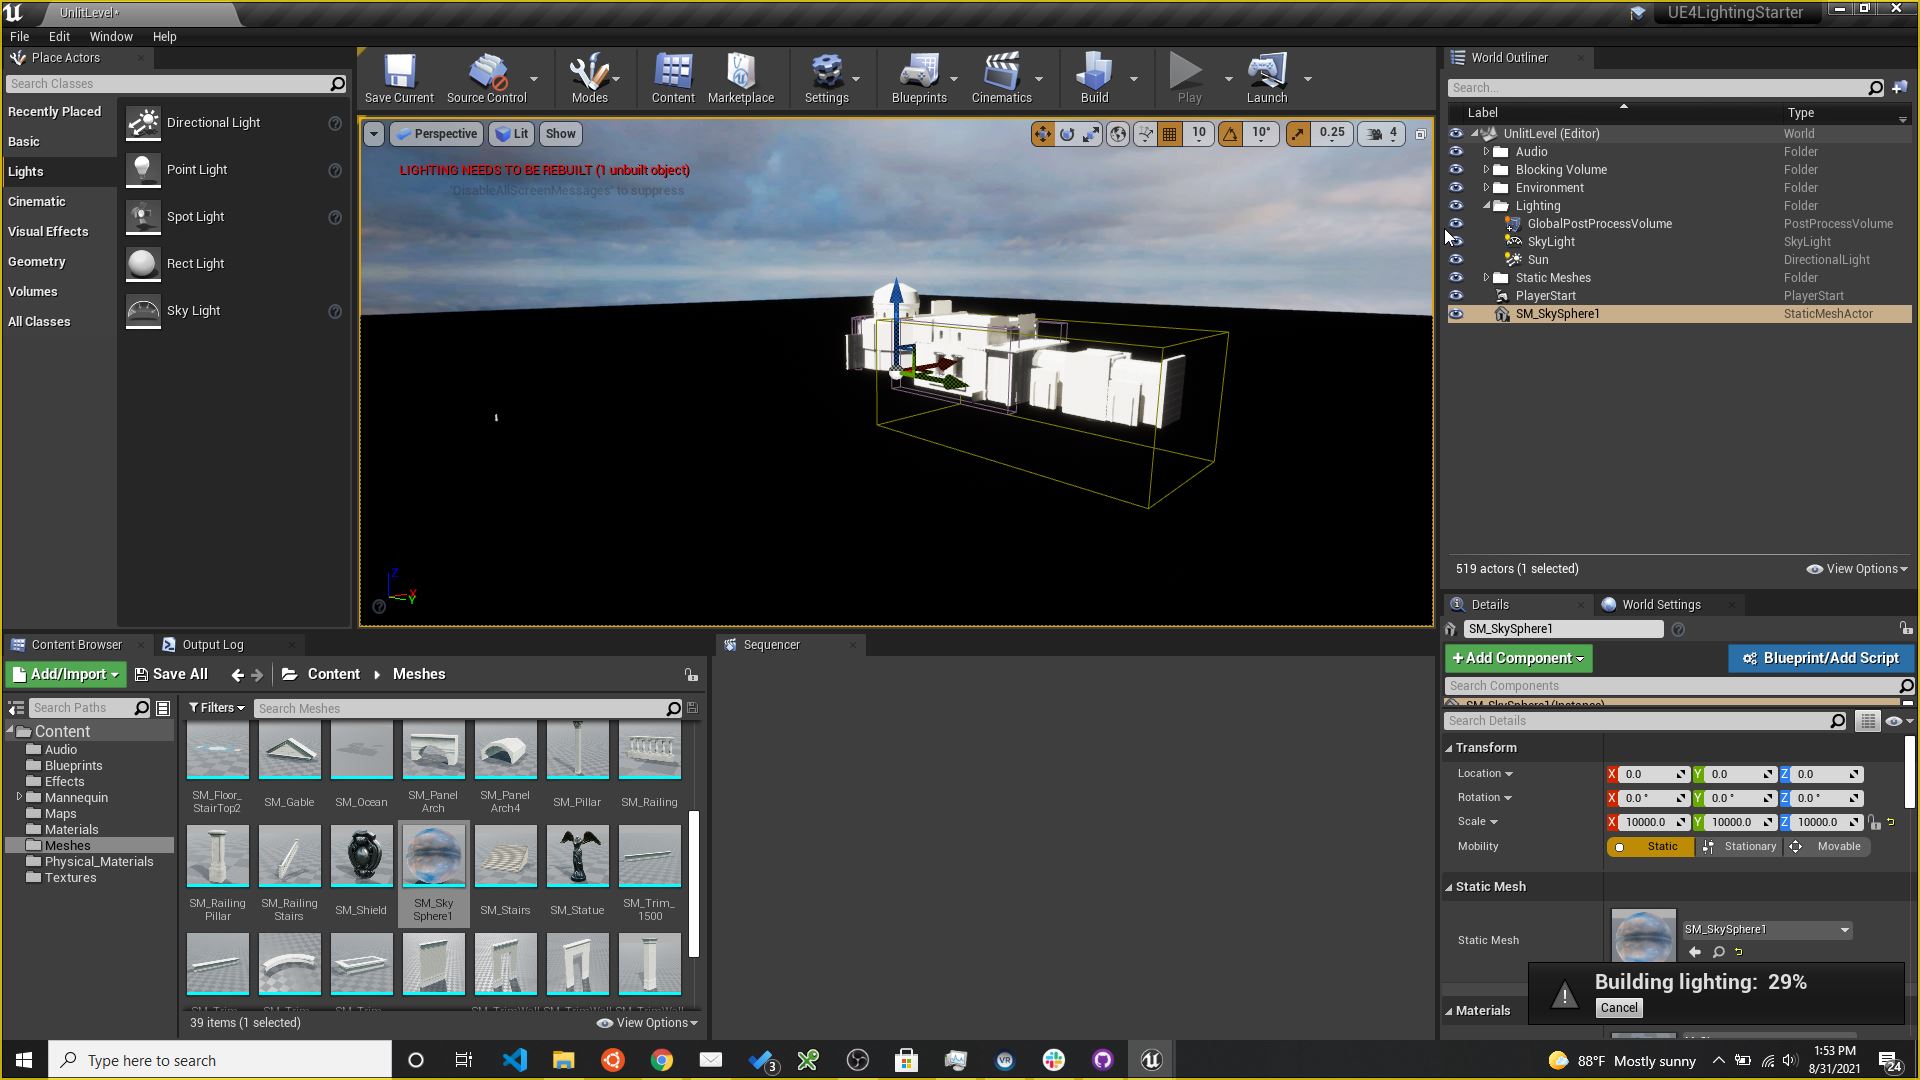 UnlitLevel*
UE4LightingStarter
File Edit Window Help
Place Actors
Search Classes
Recently Placed
Basic
Lights
Cinematic
Visual Effects
Geometry
Volumes
All Classes
Directional Light
Point Light
Spot Light
Rect Light
Sky Light
Save Current
Source Control
Modes
Content
Marketplace
Settings
Blueprints
Cinematics
Build
Play
Launch
Perspective
Lit
Show
10
10°
0.25
4
LIGHTING NEEDS TO BE REBUILT (1 unbuilt object)
'DisableAllScreenMessages' to suppress
Z
X
Y
World Outliner
Search...
Label Type
UnlitLevel (Editor) World
Audio Folder
Blocking Volume Folder
Environment Folder
Lighting Folder
GlobalPostProcessVolume PostProcessVolume
SkyLight SkyLight
Sun DirectionalLight
Static Meshes Folder
PlayerStart PlayerStart
SM_SkySphere1 StaticMeshActor
519 actors (1 selected)
View Options
Content Browser
Output Log
Add/Import
Save All
Content
Meshes
Search Paths
Filters
Search Meshes
Content
Audio
Blueprints
Effects
Mannequin
Maps
Materials
Meshes
Physical_Materials
Textures
SM_Floor_
StairTop2
SM_Gable
SM_Ocean
SM_Panel
Arch
SM_Panel
Arch4
SM_Pillar
SM_Railing
SM_Railing
Pillar
SM_Railing
Stairs
SM_Shield
SM_Sky
Sphere1
SM_Stairs
SM_Statue
SM_Trim_
1500
39 items (1 selected)
View Options
Sequencer
Details
World Settings
SM_SkySphere1
+Add Component
Blueprint/Add Script
Search Components
SM_SkySphere1(Instance)
Search Details
Transform
Location X 0.0 Y 0.0 Z 0.0
Rotation X 0.0 ° Y 0.0 ° Z 0.0 °
Scale X 10000.0 Y 10000.0 Z 10000.0
Mobility Static Stationary Movable
Static Mesh
Static Mesh
SM_SkySphere1
Materials
Building lighting: 29%
Cancel
Type here to search
3
88°F Mostly sunny
1:53 PM
8/31/2021
24